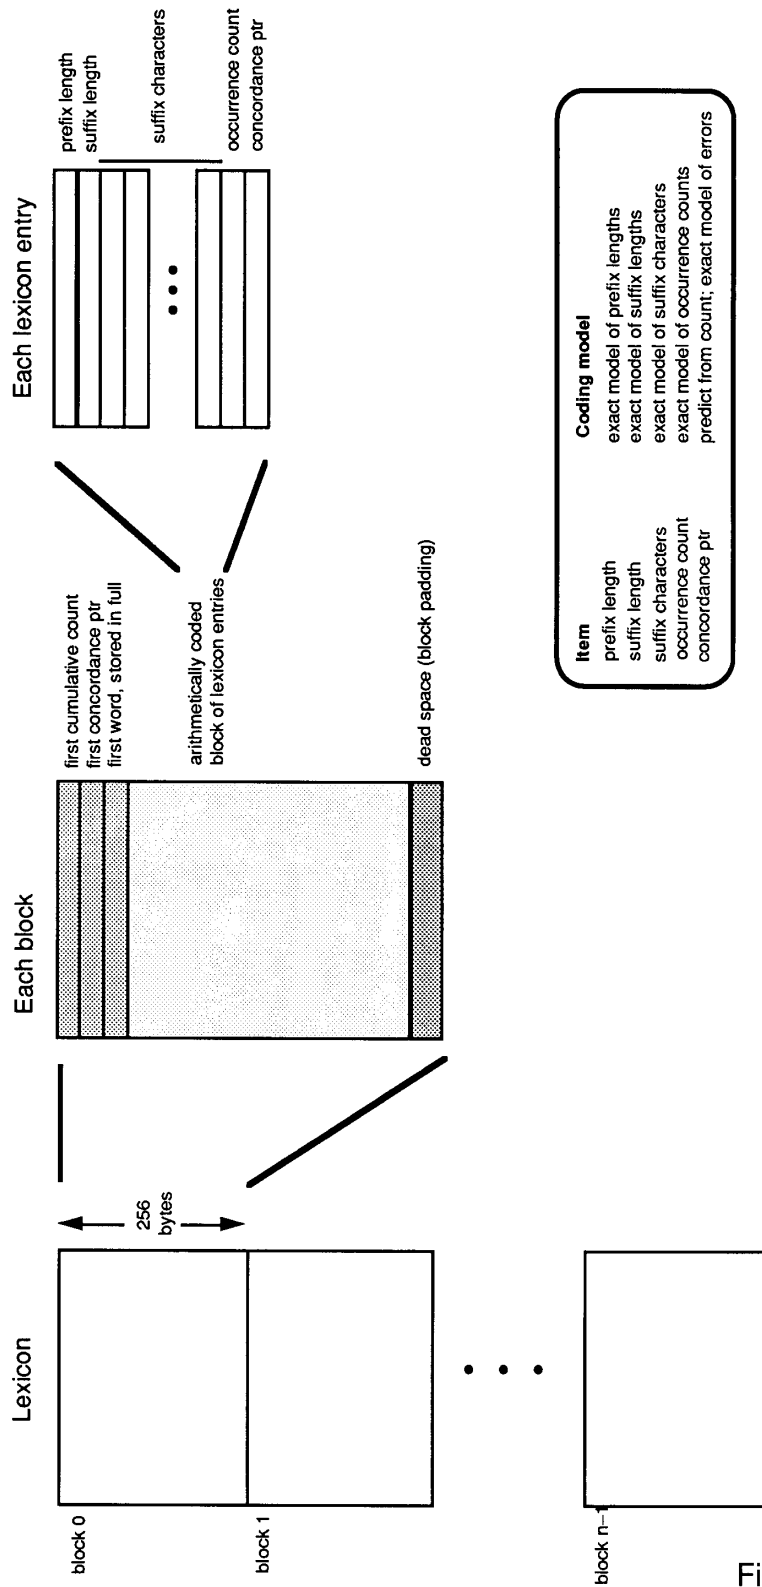 Lexicon
block 0
block 1
block n−1
256
bytes
Each block
first cumulative count
first concordance ptr
first word, stored in full
arithmetically coded
block of lexicon entries
dead space (block padding)
Each lexicon entry
prefix length
suffix length
suffix characters
occurrence count
concordance ptr
Item Coding model
prefix length exact model of prefix lengths
suffix length exact model of suffix lengths
suffix characters exact model of suffix characters
occurrence count exact model of occurrence counts
concordance ptr predict from count; exact model of errors
Fi